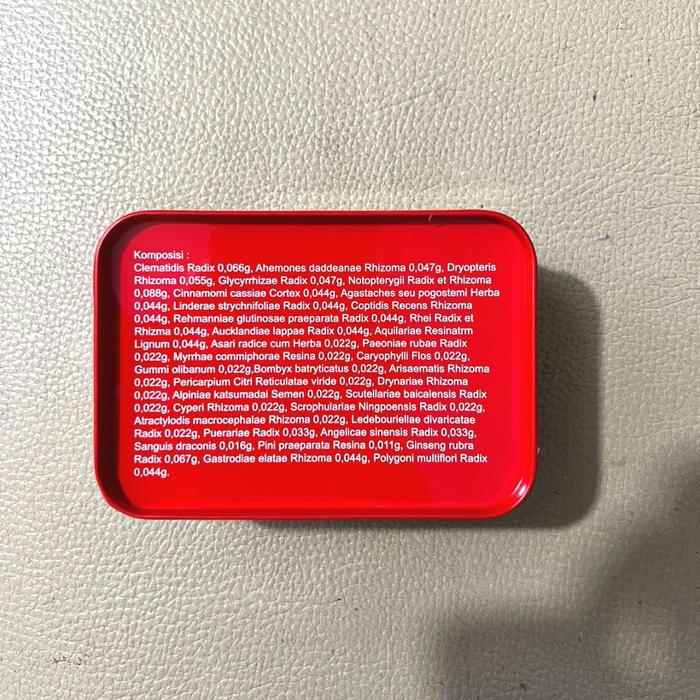 Komposisi :
Clematidis Radix 0,066g, Ahemones daddeanae Rhizoma 0,047g, Dryopteris
Rhizoma 0,055g, Glycyrrhizae Radix 0,047g, Notopterygii Radix et Rhizoma
0,088g, Cinnamomi cassiae Cortex 0,044g, Agastaches seu pogostemi Herba
0,044g, Linderae strychnifoliae Radix 0,044g, Coptidis Recens Rhizoma
0,044g, Rehmanniae glutinosae praeparata Radix 0,044g, Rhei Radix et
Rhizma 0,044g, Aucklandiae lappae Radix 0,044g, Aquilariae Resinatrm
Lignum 0,044g, Asari radice cum Herba 0,022g, Paeoniae rubae Radix
0,022g, Myrrhae commiphorae Resina 0,022g, Caryophylli Flos 0,022g,
Gummi olibanum 0,022g,Bombyx batryticatus 0,022g, Arisaematis Rhizoma
0,022g, Pericarpium Citri Reticulatae viride 0,022g, Drynariae Rhizoma
0,022g, Alpiniae katsumadai Semen 0,022g, Scutellariae baicalensis Radix
0,022g, Cyperi Rhizoma 0,022g, Scrophulariae Ningpoensis Radix 0,022g,
Atractylodis macrocephalae Rhizoma 0,022g, Ledebouriellae divaricatae
Radix 0,022g, Puerariae Radix 0,033g, Angelicae sinensis Radix 0,033g,
Sanguis draconis 0,016g, Pini praeparata Resina 0,011g, Ginseng rubra
Radix 0,067g, Gastrodiae elatae Rhizoma 0,044g, Polygoni multiflori Radix
0,044g.